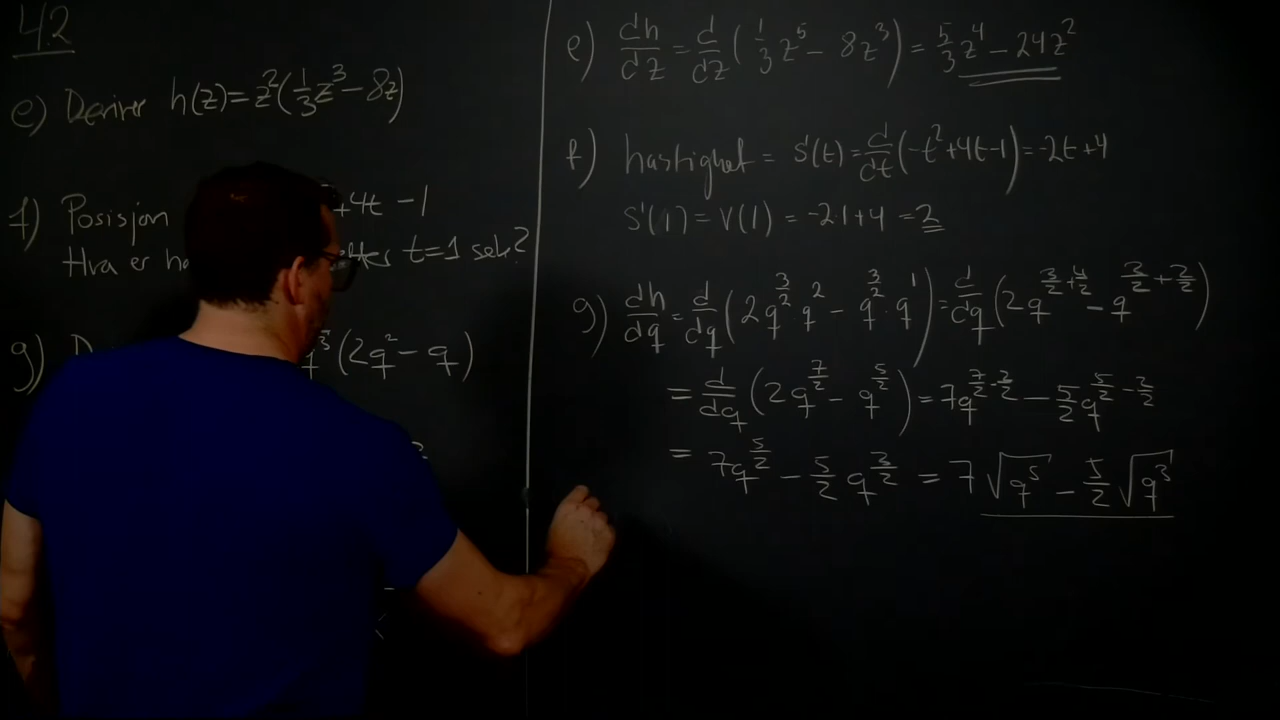 4.2
e) Deriver h(z)=z²(⅓z³-8z)
f) Posisjon +4t -1
Hva er etter t=1 sek?
g) (2q²-q)
e) dh/dz = d/dz (1/3 z⁵ - 8z³) = 5/3 z⁴ - 24z²
f) hastighet = s'(t) = d/dt (-t²+4t-1) = -2t+4
s'(1) = v(1) = -2·1+4 = 2
g) dh/dq = d/dq (2q^(3/2) q² - q^(3/2)·q¹) = d/dq (2q^(3/2+4/2) - q^(3/2+2/2))
= d/dq (2q^(7/2) - q^(5/2)) = 7q^(7/2-2/2) - 5/2 q^(5/2-2/2)
= 7q^(5/2) - 5/2 q^(3/2) = 7√q⁵ - 5/2 √q³